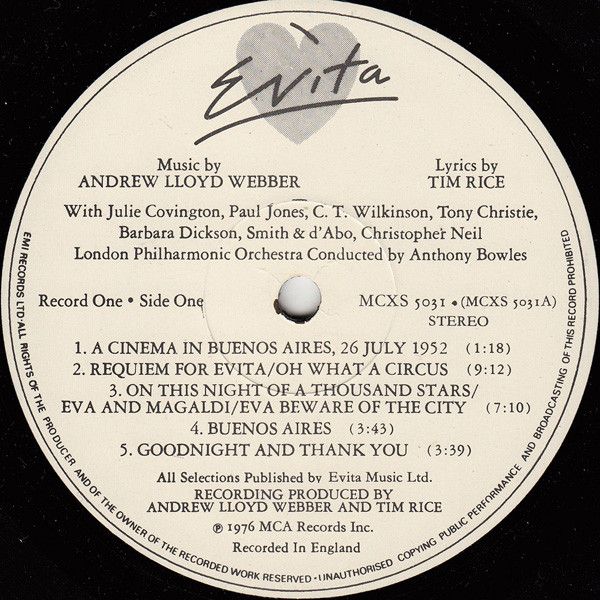 Evita
Music by
ANDREW LLOYD WEBBER
Lyrics by
TIM RICE
With Julie Covington, Paul Jones, C. T. Wilkinson, Tony Christie,
Barbara Dickson, Smith & d'Abo, Christopher Neil
London Philharmonic Orchestra Conducted by Anthony Bowles
Record One • Side One
MCXS 5031 • (MCXS 5031A)
STEREO
1. A CINEMA IN BUENOS AIRES, 26 JULY 1952 (1:18)
2. REQUIEM FOR EVITA/OH WHAT A CIRCUS (9:12)
3. ON THIS NIGHT OF A THOUSAND STARS/
EVA AND MAGALDI/EVA BEWARE OF THE CITY (7:10)
4. BUENOS AIRES (3:43)
5. GOODNIGHT AND THANK YOU (3:39)
All Selections Published by Evita Music Ltd.
RECORDING PRODUCED BY
ANDREW LLOYD WEBBER AND TIM RICE
℗ 1976 MCA Records Inc.
Recorded In England
EMI RECORDS LTD·ALL RIGHTS OF THE PRODUCER AND OF THE OWNER OF THE RECORDED WORK RESERVED·UNAUTHORISED COPYING PUBLIC PERFORMANCE AND BROADCASTING OF THIS RECORD PROHIBITED